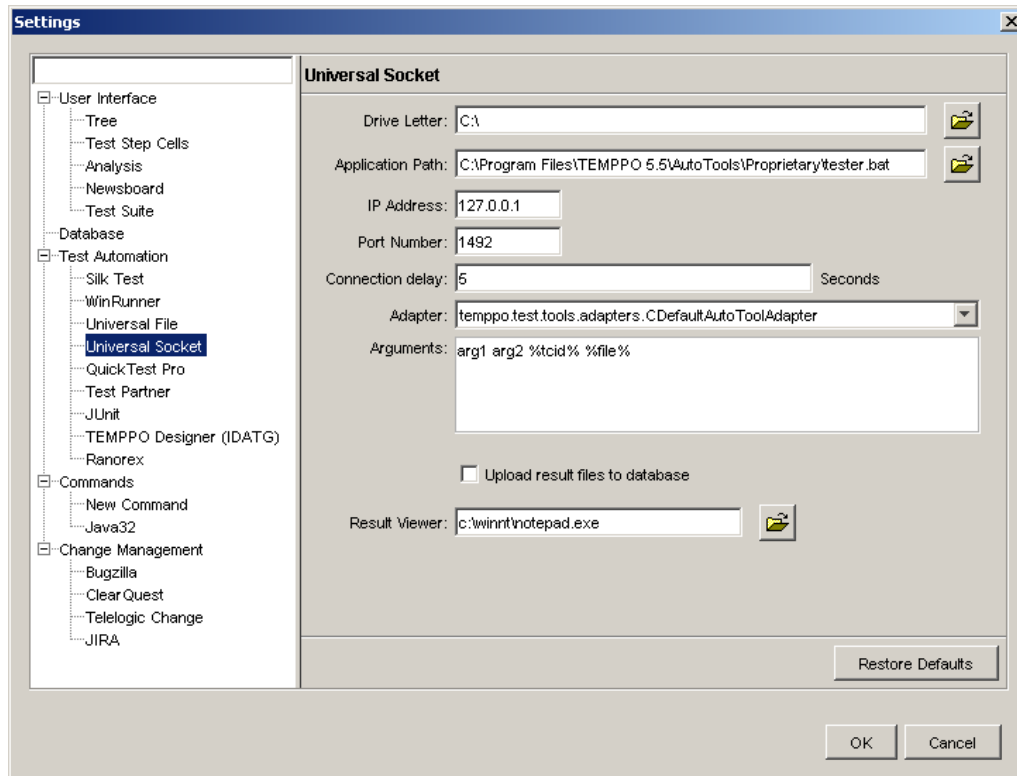 Settings
Universal Socket
User Interface
Tree
Test Step Cells
Analysis
Newsboard
Test Suite
Database
Test Automation
Silk Test
WinRunner
Universal File
Universal Socket
QuickTest Pro
Test Partner
JUnit
TEMPPO Designer (IDATG)
Ranorex
Commands
New Command
Java32
Change Management
Bugzilla
ClearQuest
Telelogic Change
JIRA
Drive Letter: C:\
Application Path: C:\Program Files\TEMPPO 5.5\AutoTools\Proprietary\tester.bat
IP Address: 127.0.0.1
Port Number: 1492
Connection delay: 5 Seconds
Adapter: temppo.test.tools.adapters.CDefaultAutoToolAdapter
Arguments: arg1 arg2 %tcid% %file%
Upload result files to database
Result Viewer: c:\winnt\notepad.exe
Restore Defaults
OK Cancel